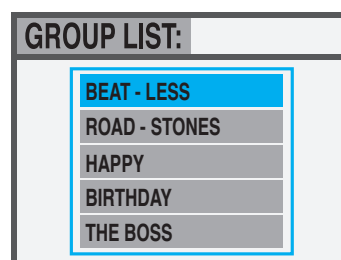 GROUP LIST:
BEAT - LESS
ROAD - STONES
HAPPY
BIRTHDAY
THE BOSS